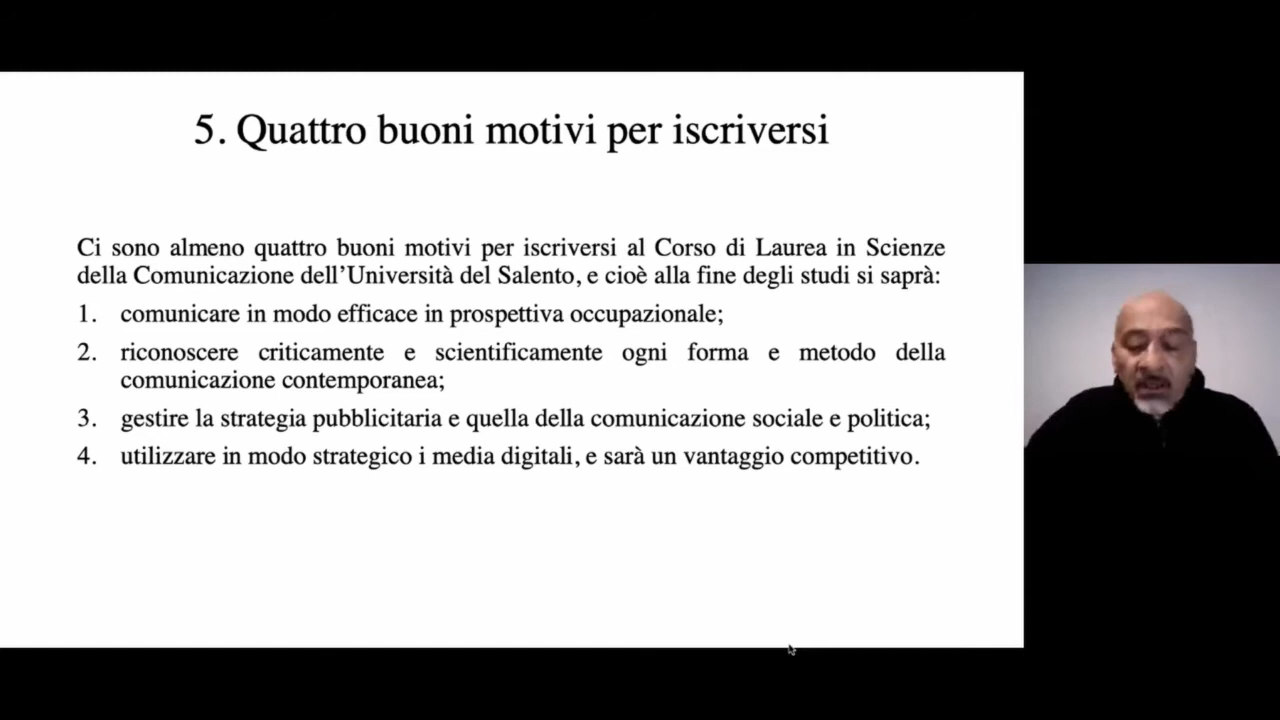 5. Quattro buoni motivi per iscriversi
Ci sono almeno quattro buoni motivi per iscriversi al Corso di Laurea in Scienze
della Comunicazione dell’Università del Salento, e cioè alla fine degli studi si saprà:
1. comunicare in modo efficace in prospettiva occupazionale;
2. riconoscere criticamente e scientificamente ogni forma e metodo della
comunicazione contemporanea;
3. gestire la strategia pubblicitaria e quella della comunicazione sociale e politica;
4. utilizzare in modo strategico i media digitali, e sarà un vantaggio competitivo.